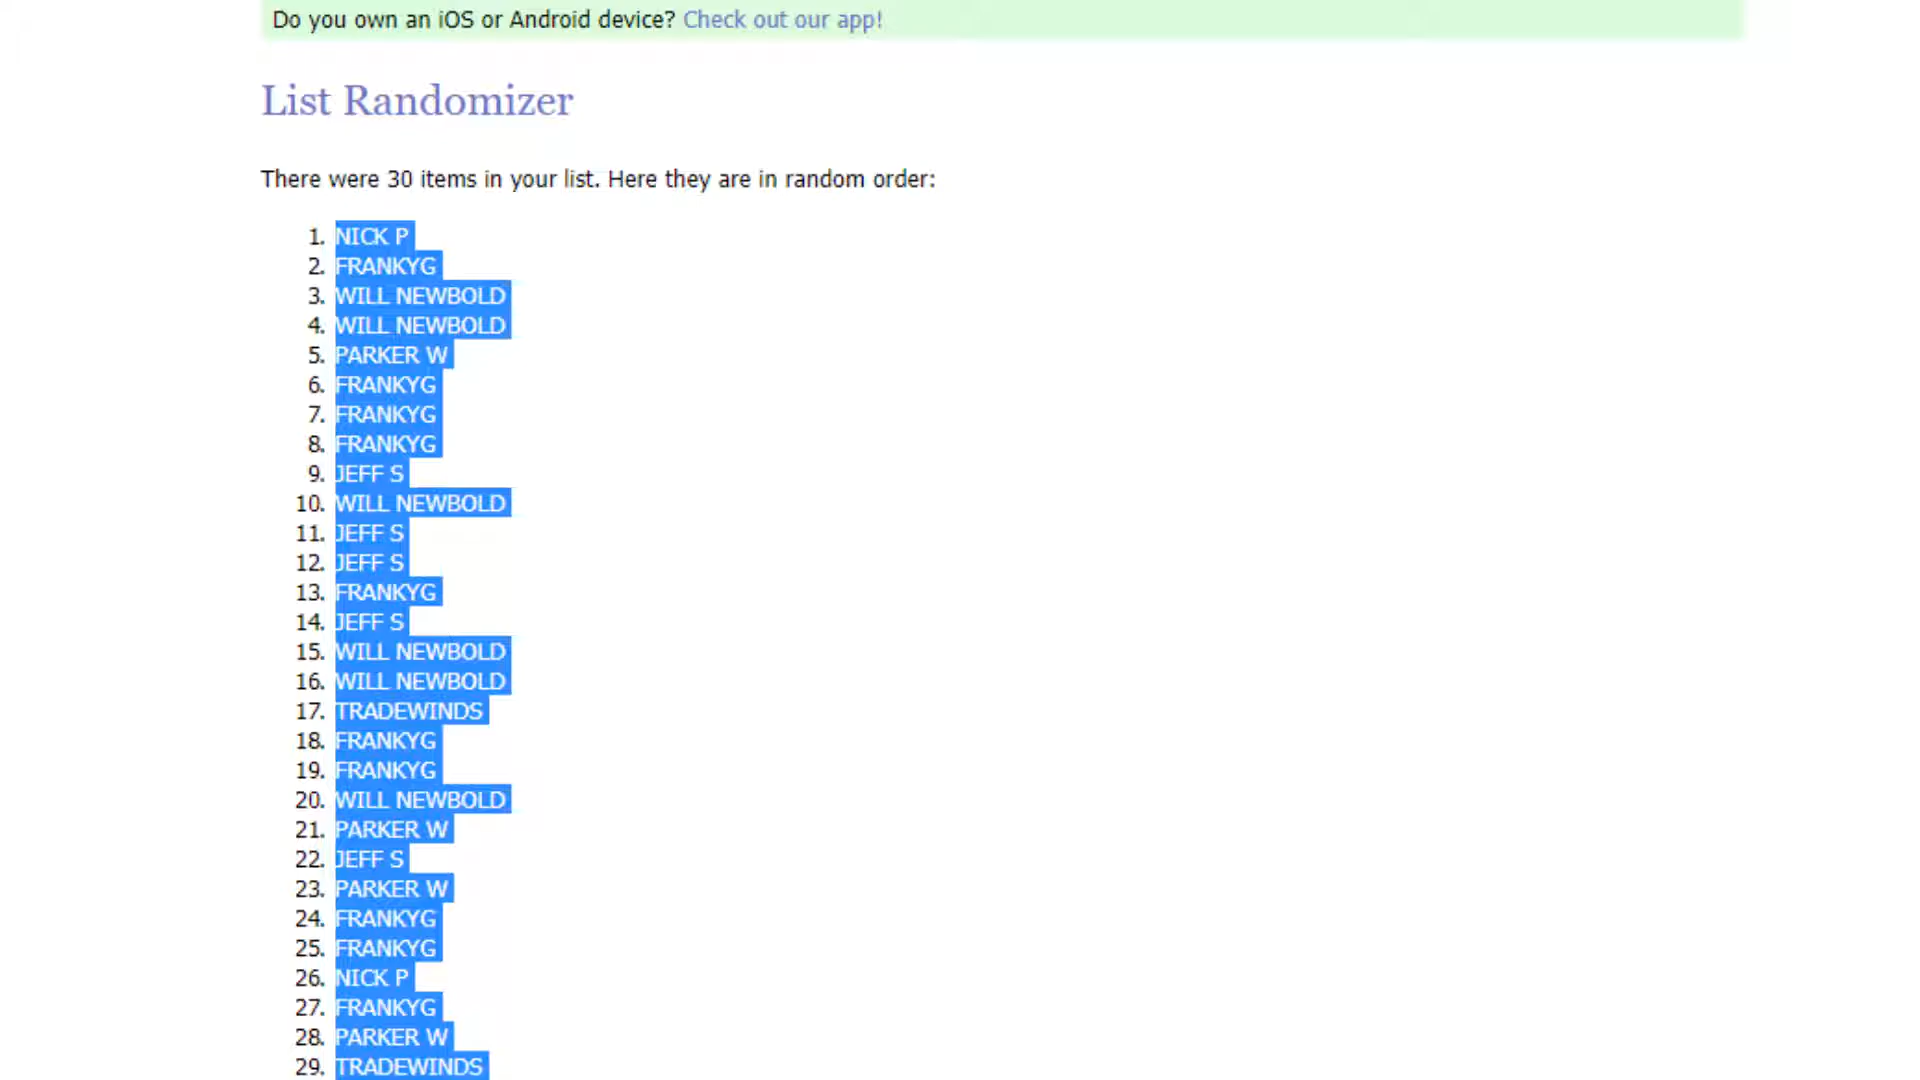 Do you own an iOS or Android device? Check out our app!
List Randomizer
There were 30 items in your list. Here they are in random order:
1. NICK P
2. FRANKYG
3. WILL NEWBOLD
4. WILL NEWBOLD
5. PARKER W
6. FRANKYG
7. FRANKYG
8. FRANKYG
9. JEFF S
10. WILL NEWBOLD
11. JEFF S
12. JEFF S
13. FRANKYG
14. JEFF S
15. WILL NEWBOLD
16. WILL NEWBOLD
17. TRADEWINDS
18. FRANKYG
19. FRANKYG
20. WILL NEWBOLD
21. PARKER W
22. JEFF S
23. PARKER W
24. FRANKYG
25. FRANKYG
26. NICK P
27. FRANKYG
28. PARKER W
29. TRADEWINDS